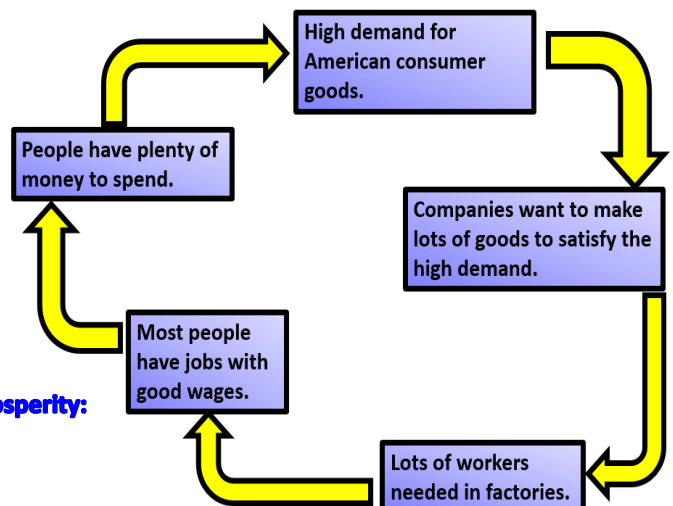 High demand for
American consumer
goods.
People have plenty of
money to spend.
Companies want to make
lots of goods to satisfy the
high demand.
Most people
have jobs with
good wages.
Lots of workers
needed in factories.